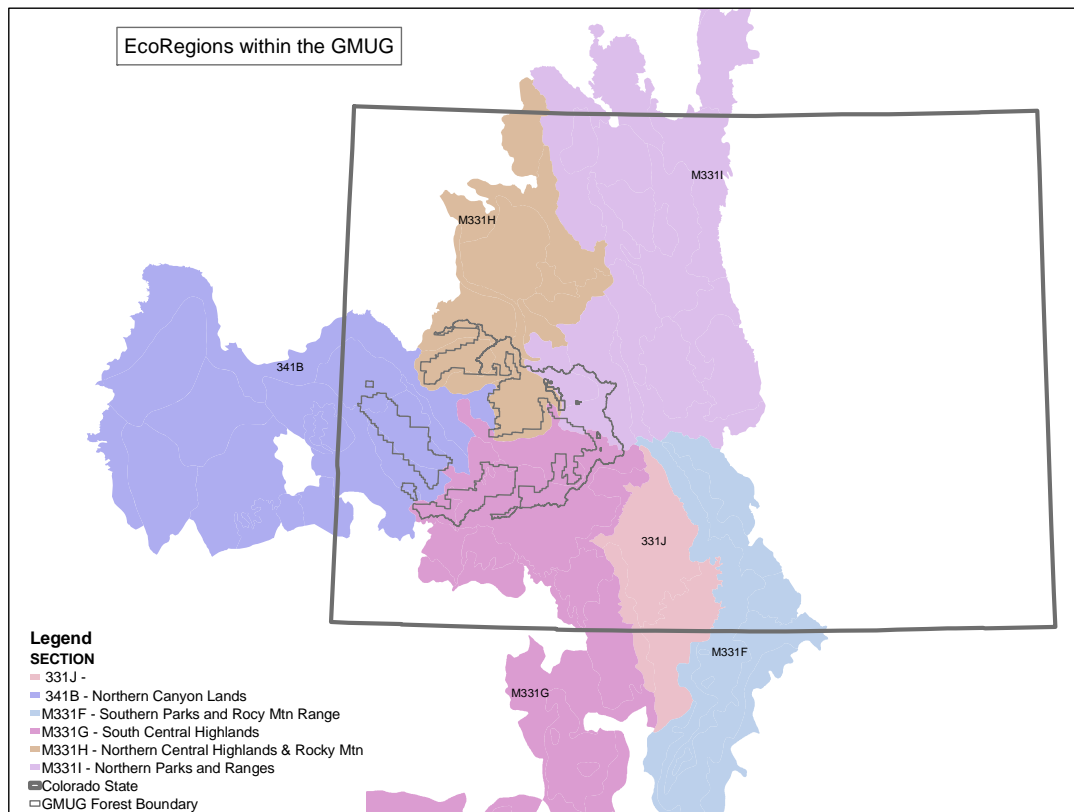 EcoRegions within the GMUG
M331I
M331H
341B
331J
M331F
M331G
Legend
SECTION
331J -
341B - Northern Canyon Lands
M331F - Southern Parks and Rocy Mtn Range
M331G - South Central Highlands
M331H - Northern Central Highlands & Rocky Mtn
M331I - Northern Parks and Ranges
Colorado State
GMUG Forest Boundary